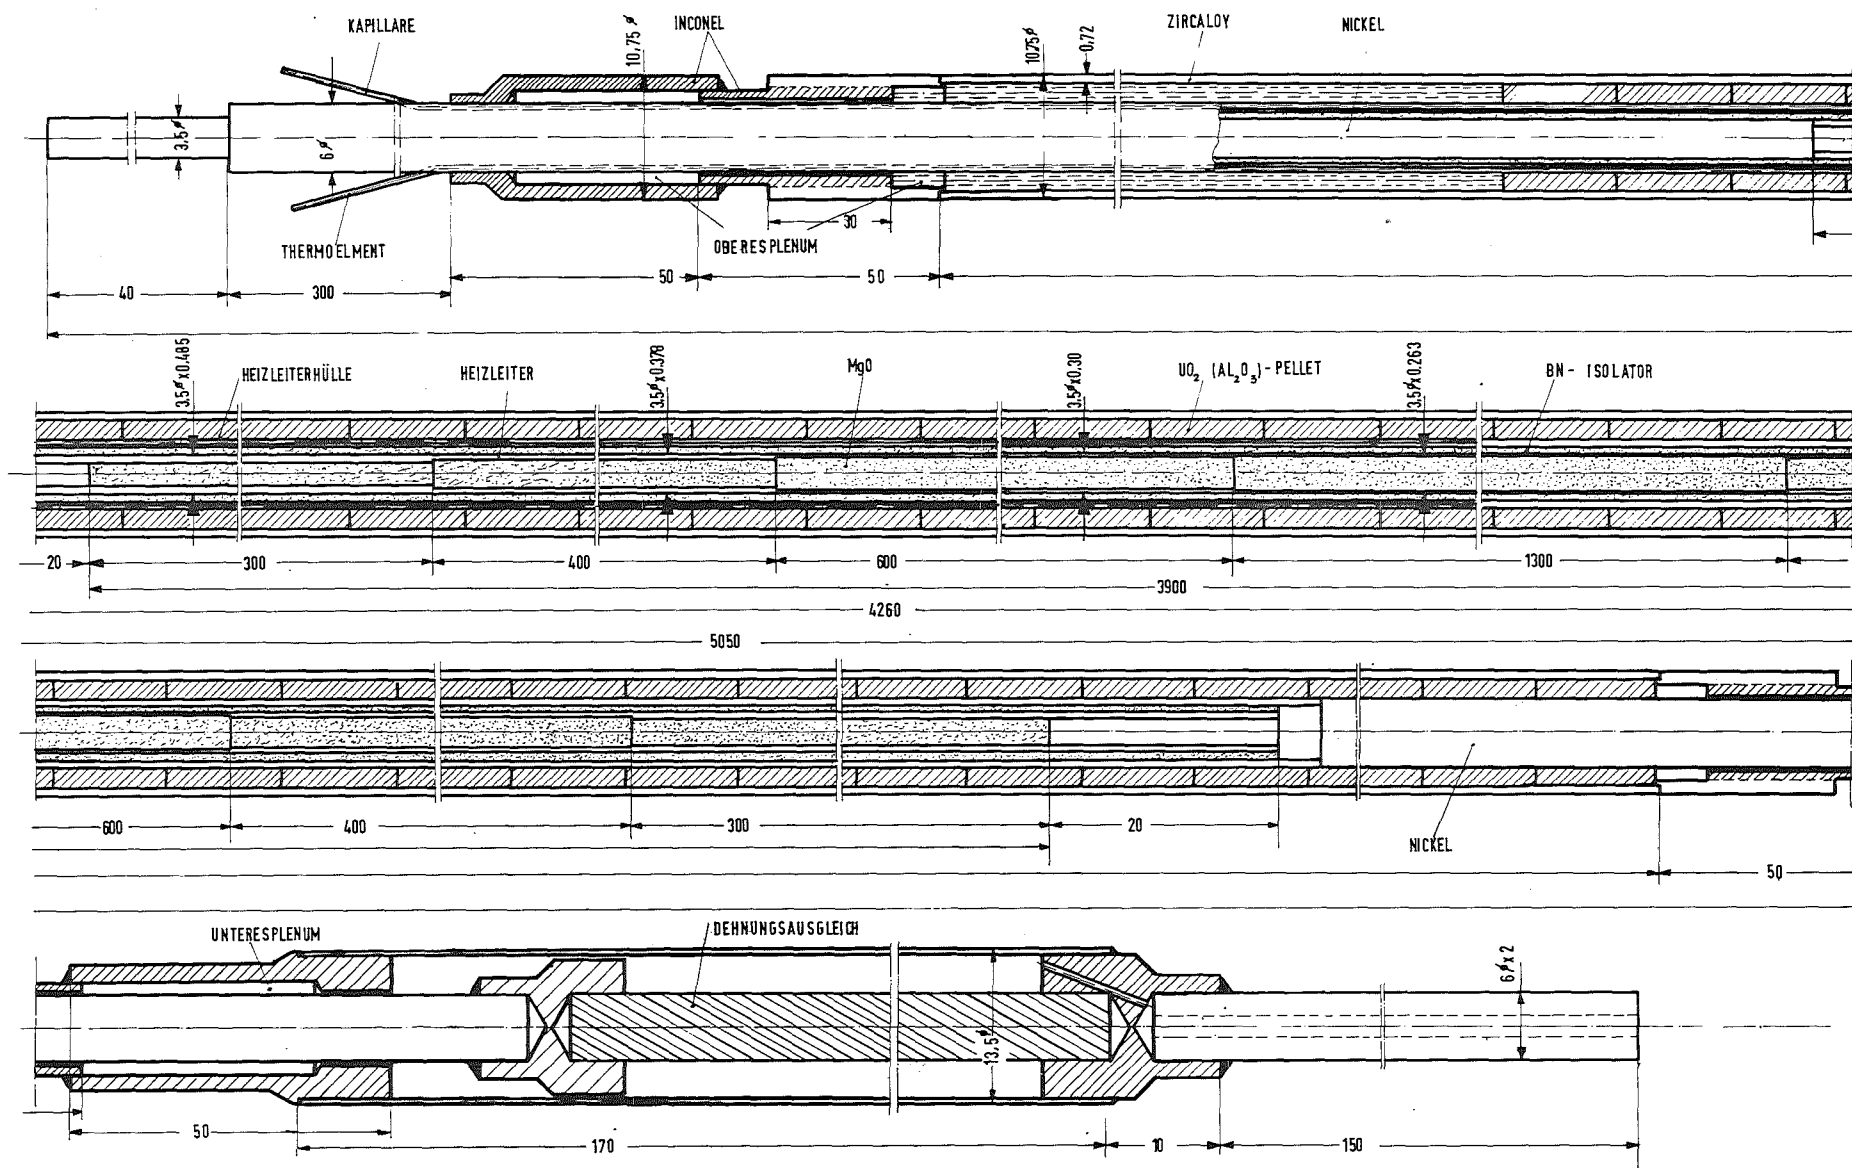 KAPILLARE
10,75 ø
INCONEL
10,75 ø
0,72
ZIRCALOY
NICKEL
3,5 ø
6 ø
THERMOELMENT
OBERESPLENUM
30
50
50
40
300
3,5 ø x0.485
HEIZLEITERHÜLLE
HEIZLEITER
3,5 ø x0.378
MgO
3,5 ø x0.30
UO₂ (AL₂O₃)-PELLET
3,5 ø x0.263
BN- ISOLATOR
20
300
400
600
1300
3900
4260
5050
600
400
300
20
NICKEL
50
UNTERESPLENUM
DEHNUNGSAUSGLEICH
13,5 ø
6 ø x 2
50
170
10
150